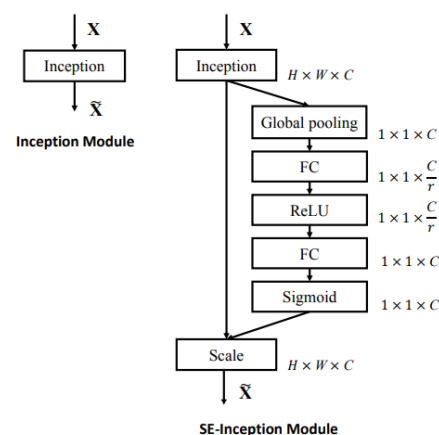 X
Inception
X̃
Inception Module
X
Inception
H × W × C
Global pooling
1 × 1 × C
FC
1 × 1 × C/r
ReLU
1 × 1 × C/r
FC
1 × 1 × C
Sigmoid
1 × 1 × C
Scale
H × W × C
X̃
SE-Inception Module